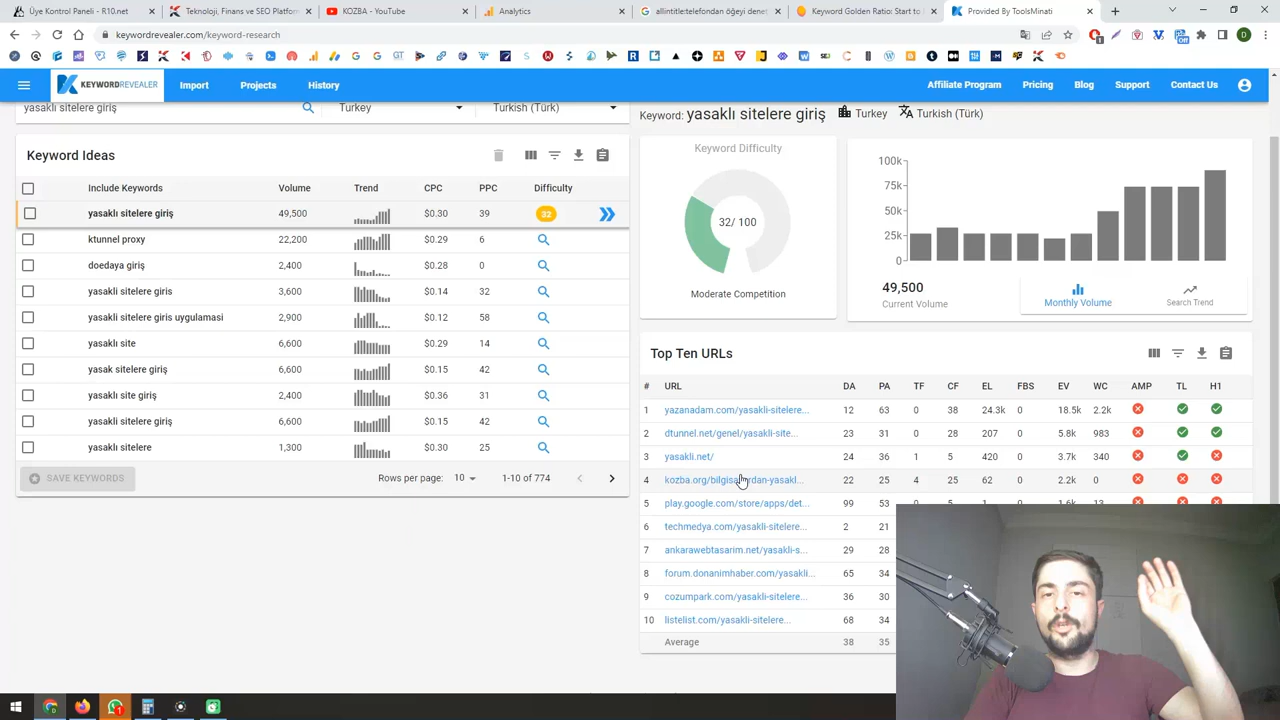 Üye Kontrol Paneli - R10.net
Teknoloji, Finans ve SEO Platform
KOZBA - YouTube
Analytics
allintitle:telefondan öğeyi denet
Keyword Golden Ratio: Start to
Provided By ToolsMinati
keywordrevealer.com/keyword-research
KEYWORDREVEALER
Import
Projects
History
Affiliate Program
Pricing
Blog
Support
Contact Us
yasaklı sitelere giriş
Turkey
Turkish (Türk)
Keyword: yasaklı sitelere giriş
Turkey
Turkish (Türk)
Keyword Ideas
Include Keywords Volume Trend CPC PPC Difficulty
yasaklı sitelere giriş 49,500 $0.30 39 32
ktunnel proxy 22,200 $0.29 6
doedaya giriş 2,400 $0.28 0
yasakli sitelere giris 3,600 $0.14 32
yasakli sitelere giris uygulamasi 2,900 $0.12 58
yasaklı site 6,600 $0.29 14
yasak sitelere giriş 6,600 $0.15 42
yasaklı site giriş 2,400 $0.36 31
yasakli sitelere giriş 6,600 $0.15 42
yasaklı sitelere 1,300 $0.30 25
SAVE KEYWORDS
Rows per page: 10
1-10 of 774
Keyword Difficulty
32/ 100
Moderate Competition
100k
75k
50k
25k
0
49,500
Current Volume
Monthly Volume
Search Trend
Top Ten URLs
# URL DA PA TF CF EL FBS EV WC AMP TL H1
1 yazanadam.com/yasakli-sitelere... 12 63 0 38 24.3k 0 18.5k 2.2k
2 dtunnel.net/genel/yasakli-site... 23 31 0 28 207 0 5.8k 983
3 yasakli.net/ 24 36 1 5 420 0 3.7k 340
4 kozba.org/bilgisayardan-yasakl... 22 25 4 25 62 0 2.2k 0
5 play.google.com/store/apps/det... 99 53 0 5 1 0 1.6k 13
6 techmedya.com/yasakli-sitelere... 2 21
7 ankarawebtasarim.net/yasakli-s... 29 28
8 forum.donanimhaber.com/yasakli... 65 34
9 cozumpark.com/yasakli-sitelere... 36 30
10 listelist.com/yasakli-sitelere... 68 34
Average 38 35